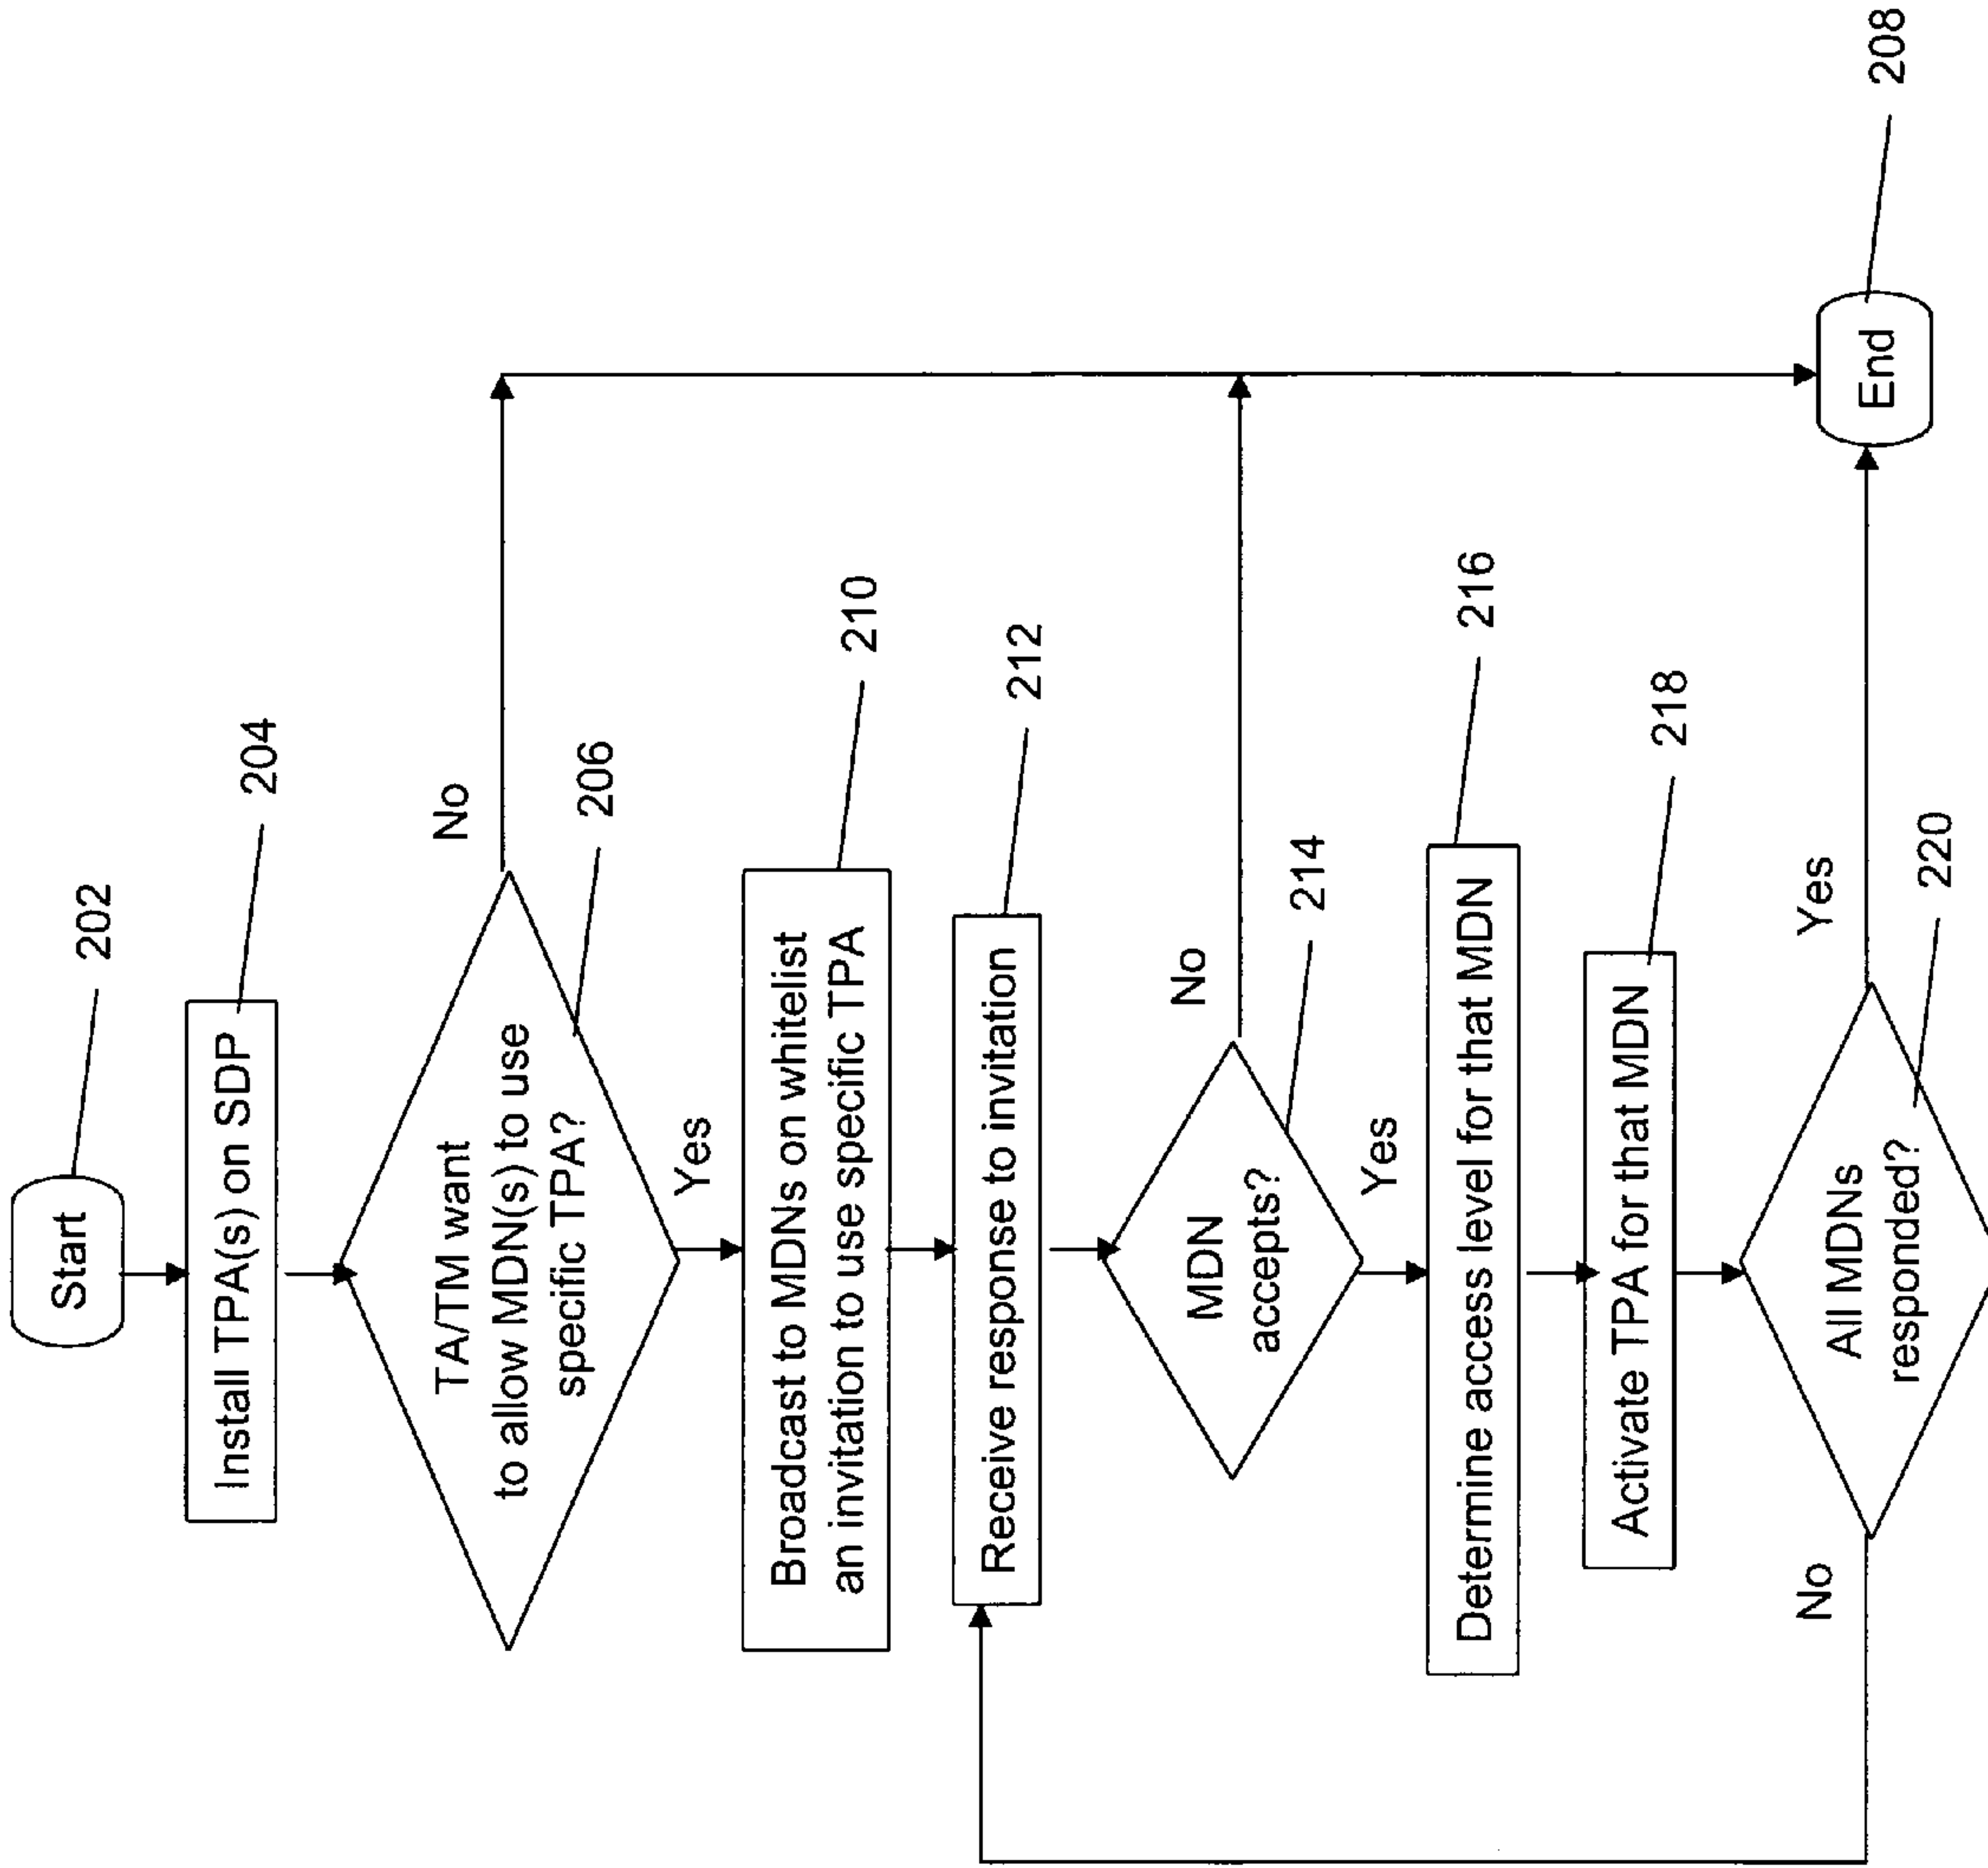 Start
202
Install TPA(s) on SDP
204
TA/TM want
to allow MDN(s) to use
specific TPA?
206
No
Yes
Broadcast to MDNs on whitelist
an invitation to use specific TPA
210
Receive response to invitation
212
MDN
accepts?
214
No
Yes
Determine access level for that MDN
216
Activate TPA for that MDN
218
All MDNs
responded?
220
No
Yes
End
208